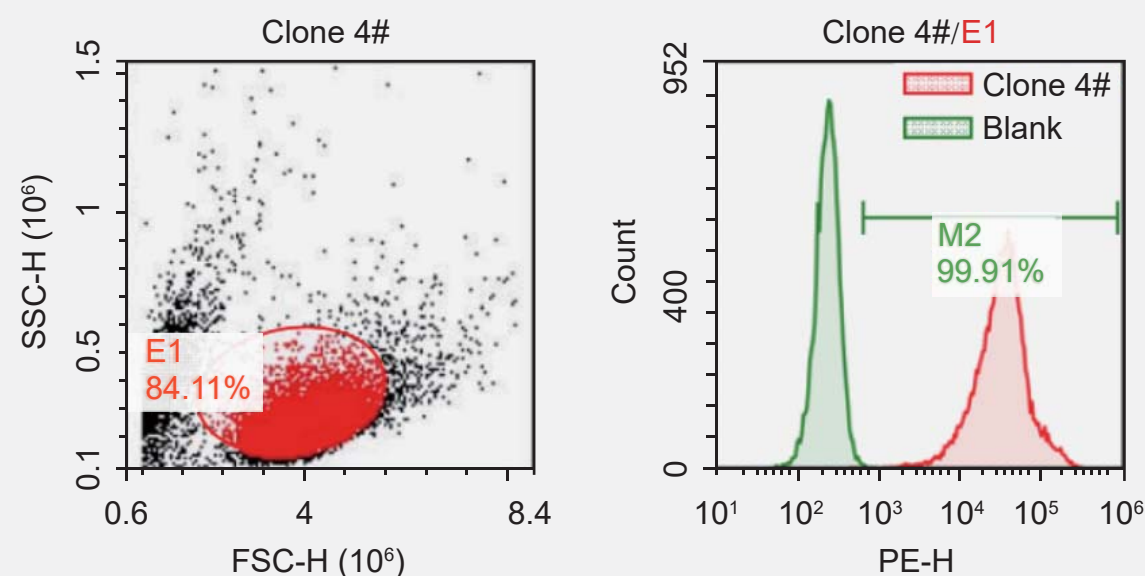 Clone 4#
1.5
1
0.5
0.1
SSC-H (10⁶)
E1
84.11%
0.6
4
8.4
FSC-H (10⁶)
Clone 4#/E1
952
400
0
Count
Clone 4#
Blank
M2
99.91%
10¹
10²
10³
10⁴
10⁵
10⁶
PE-H